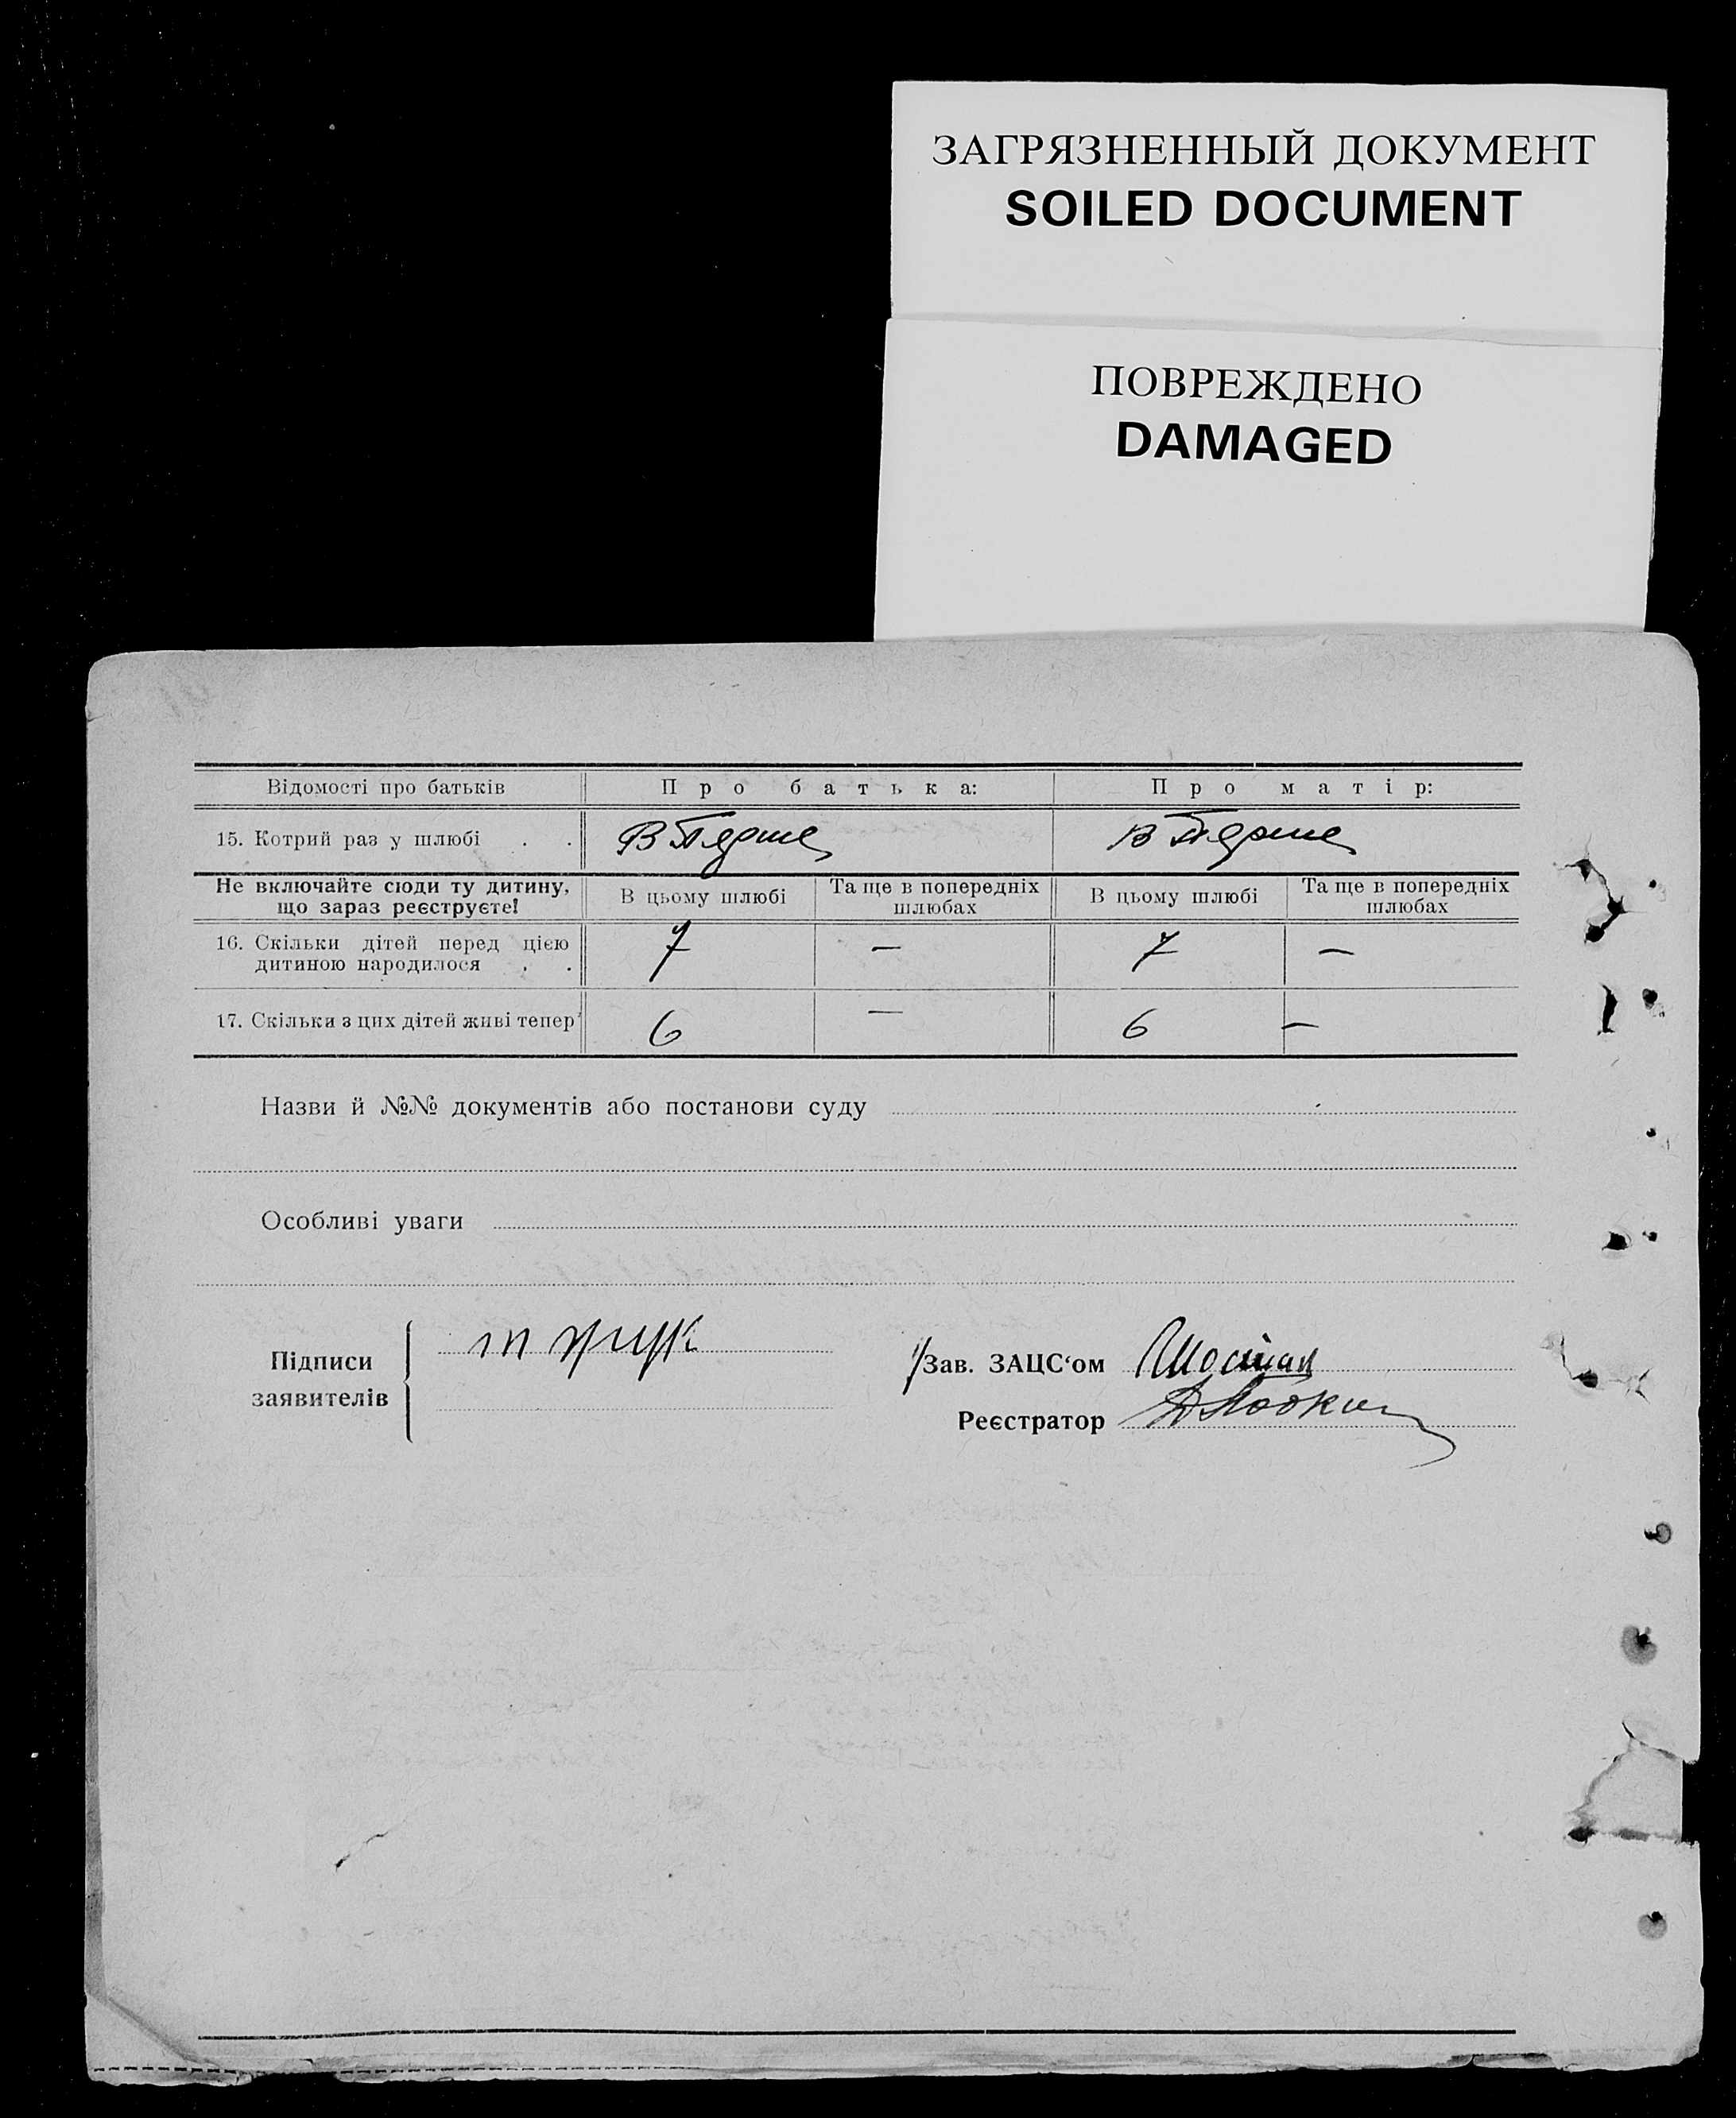 ЗАГРЯЗНЕННЫЙ ДОКУМЕНТ
SOILED DOCUMENT
ПОВРЕЖДЕНО
DAMAGED
Відомості про батьків Про батька: Про матір:
15. Котрий раз у шлюбі . . В Перше В Перше
Не включайте сюди ту дитину, що зараз реєструєте! В цьому шлюбі Та ще в попередніх шлюбах В цьому шлюбі Та ще в попередніх шлюбах
16. Скільки дітей перед цією дитиною народилося . . 7 — 7 —
17. Скільки з цих дітей живі тепер? 6 — 6 —
Назви й №№ документів або постанови суду
Особливі уваги
Підписи заявителів
Зав. ЗАЦС‘ом
Реєстратор